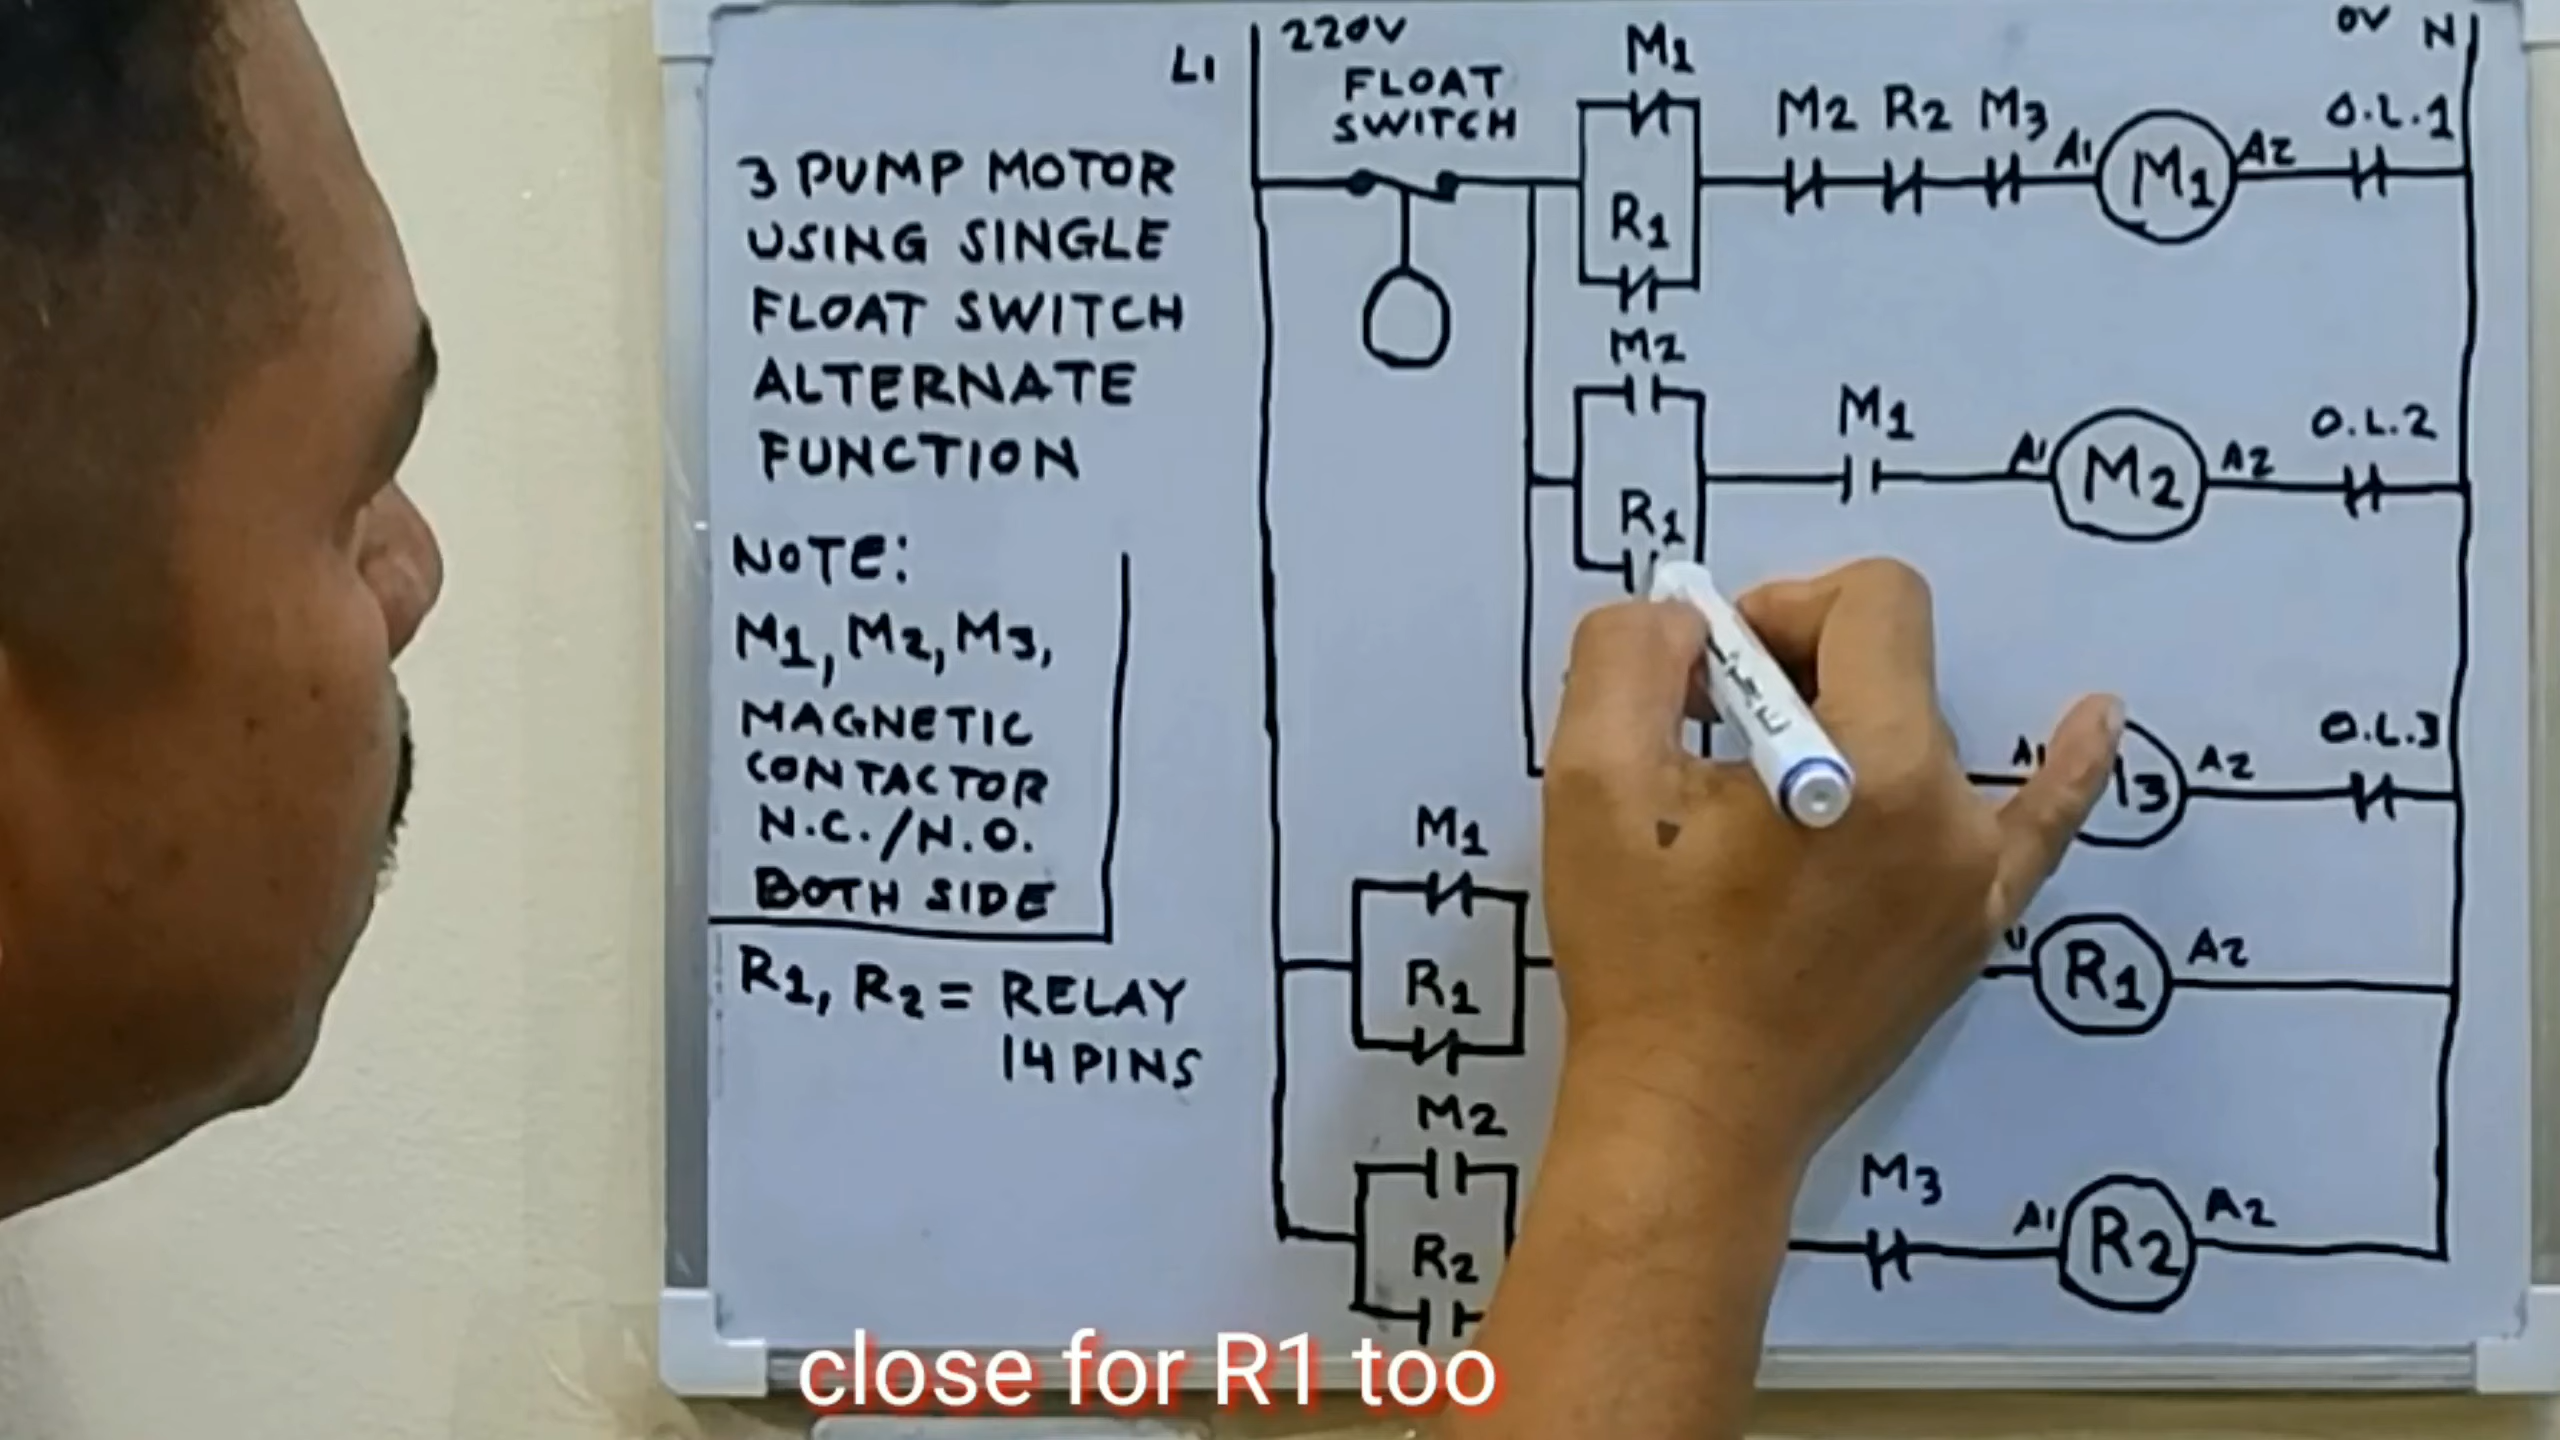 L1
220V
FLOAT
SWITCH
M1
M2 R2 M3
A1
M1
A2
O.L.1
0V N
R1
3 PUMP MOTOR
USING SINGLE
FLOAT SWITCH
ALTERNATE
FUNCTION
M2
R1
M1
A1
M2
A2
O.L.2
NOTE:
M1, M2, M3,
MAGNETIC
CONTACTOR
N.C./N.O.
BOTH SIDE
A1
A2
O.L.3
R1, R2 = RELAY
14 PINS
M1
R1
R1
A2
M2
R2
M3
A1
R2
A2
close for R1 too